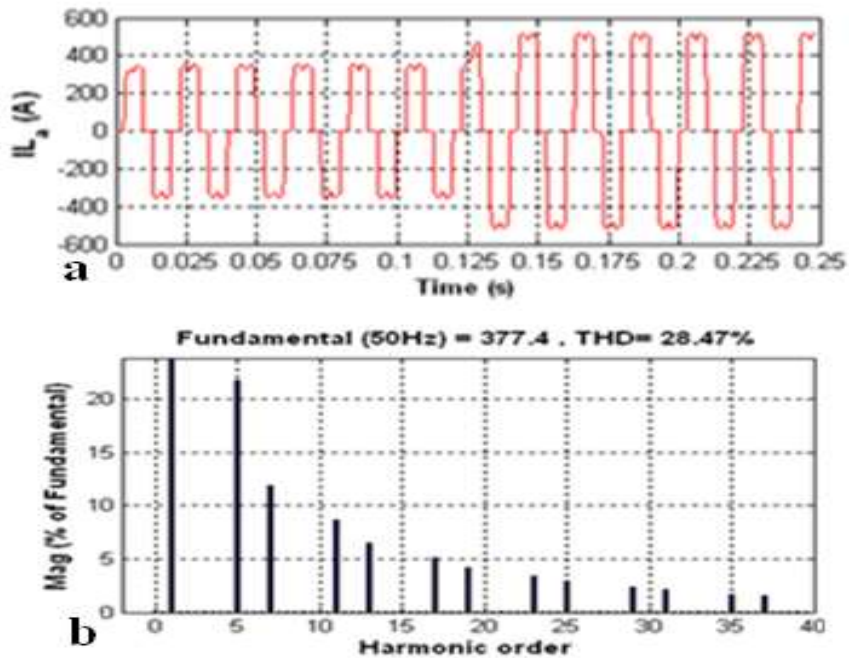 600
400
200
0
-200
-400
-600
IL_a (A)
0 0.025 0.05 0.075 0.1 0.125 0.15 0.175 0.2 0.225 0.25
a
Time (s)
Fundamental (50Hz) = 377.4 , THD= 28.47%
20
15
10
5
0
Mag (% of Fundamental)
0 5 10 15 20 25 30 35 40
b
Harmonic order